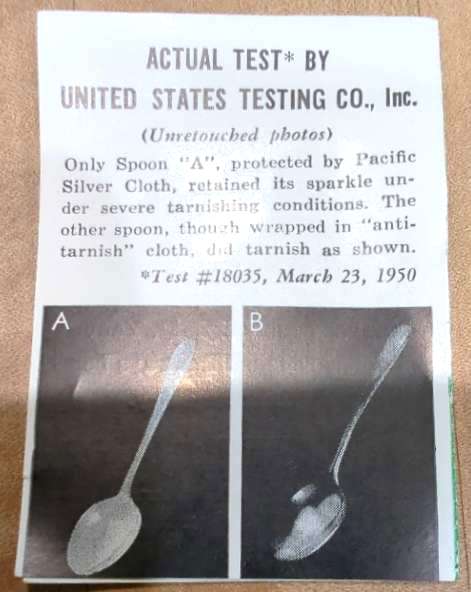 ACTUAL TEST* BY
UNITED STATES TESTING CO., Inc.
(Unretouched photos)
Only Spoon "A", protected by Pacific
Silver Cloth, retained its sparkle un-
der severe tarnishing conditions. The
other spoon, though wrapped in "anti-
tarnish" cloth, did tarnish as shown.
*Test #18035, March 23, 1950
A B